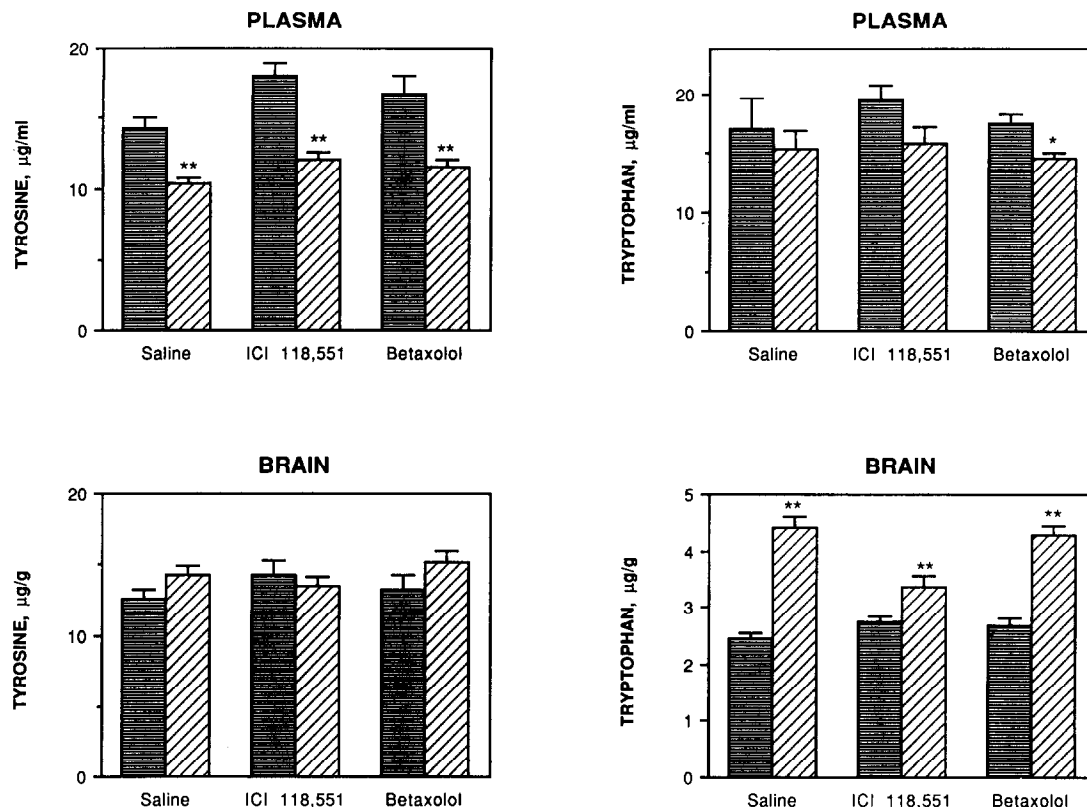 PLASMA
20
10
0
TYROSINE, µg/ml
**
**
**
Saline ICI 118,551 Betaxolol
PLASMA
20
10
0
TRYPTOPHAN, µg/ml
*
Saline ICI 118,551 Betaxolol
BRAIN
20
10
0
TYROSINE, µg/g
Saline ICI 118,551 Betaxolol
BRAIN
5
4
3
2
1
0
TRYPTOPHAN, µg/g
**
**
**
Saline ICI 118,551 Betaxolol